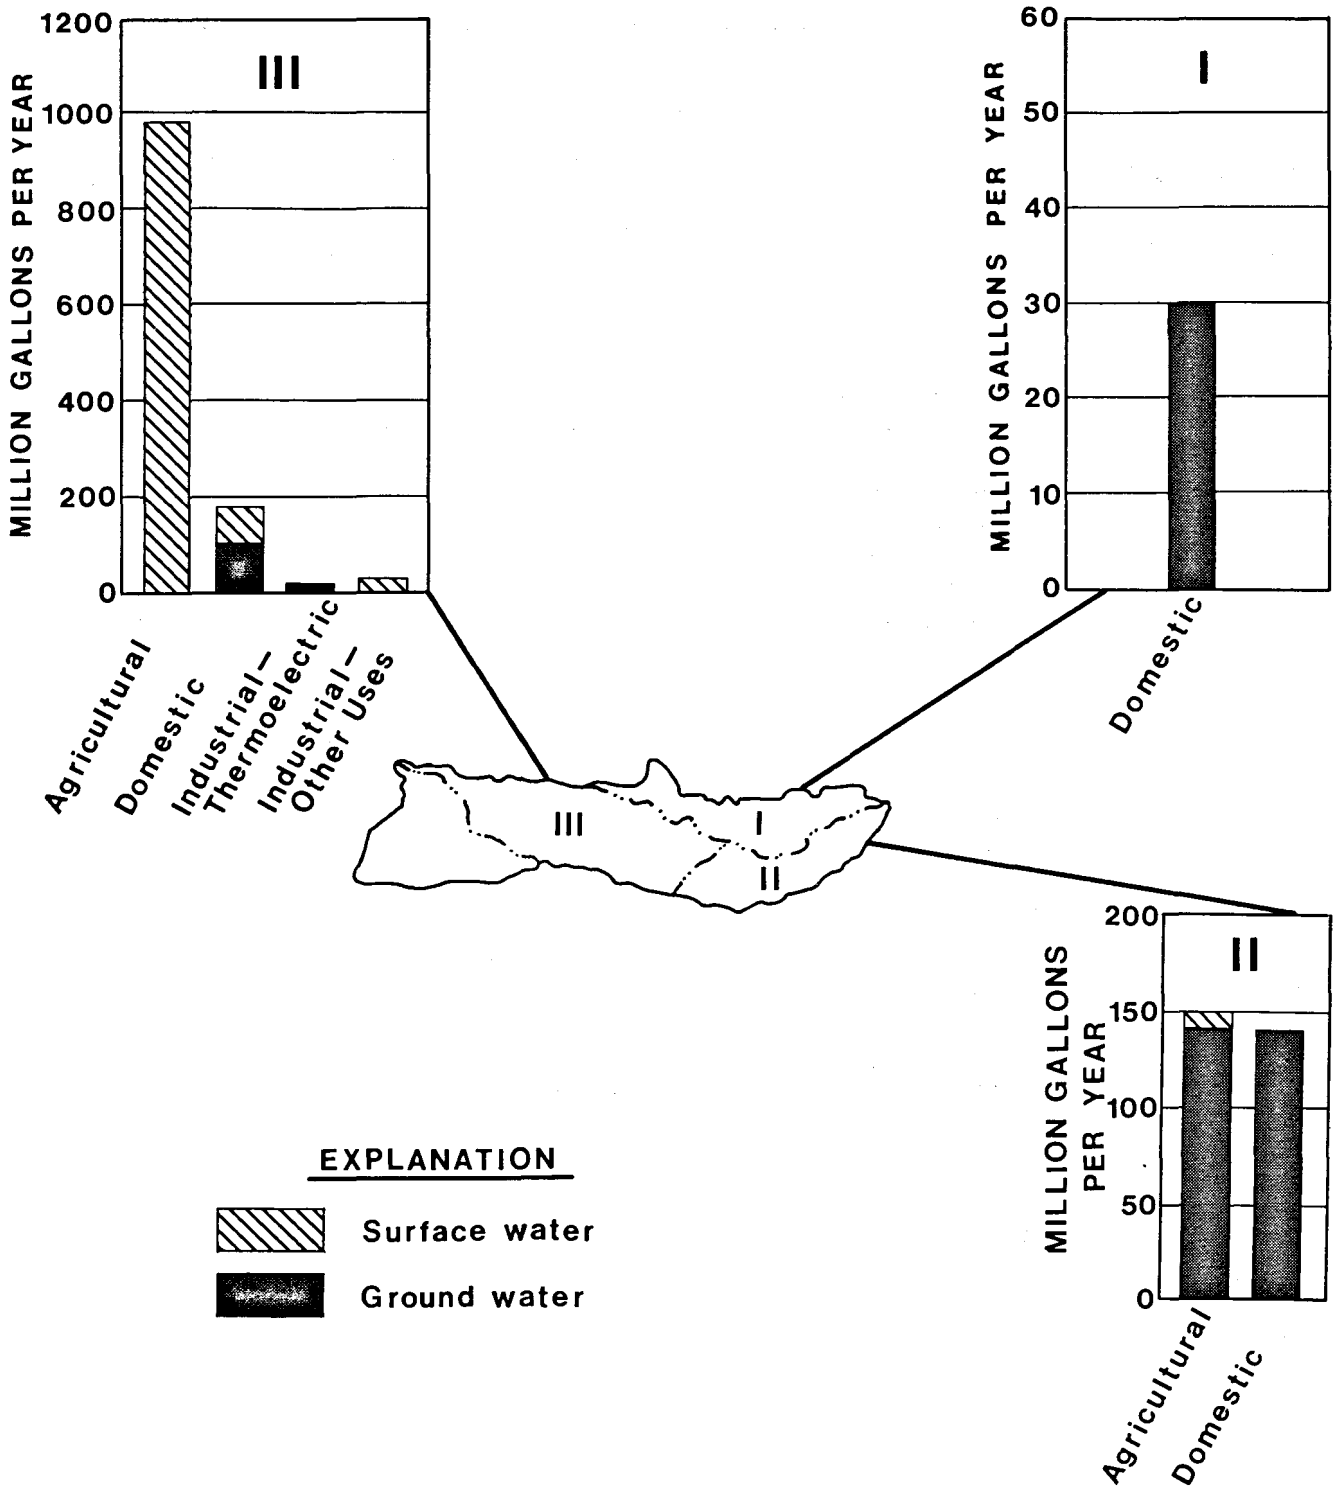 III
MILLION GALLONS PER YEAR
1200
1000
800
600
400
200
0
Agricultural
Domestic
Industrial—
Thermoelectric
Industrial—
Other Uses
I
MILLION GALLONS PER YEAR
60
50
40
30
20
10
0
Domestic
III
I
II
II
MILLION GALLONS
PER YEAR
200
150
100
50
0
Agricultural
Domestic
EXPLANATION
Surface water
Ground water